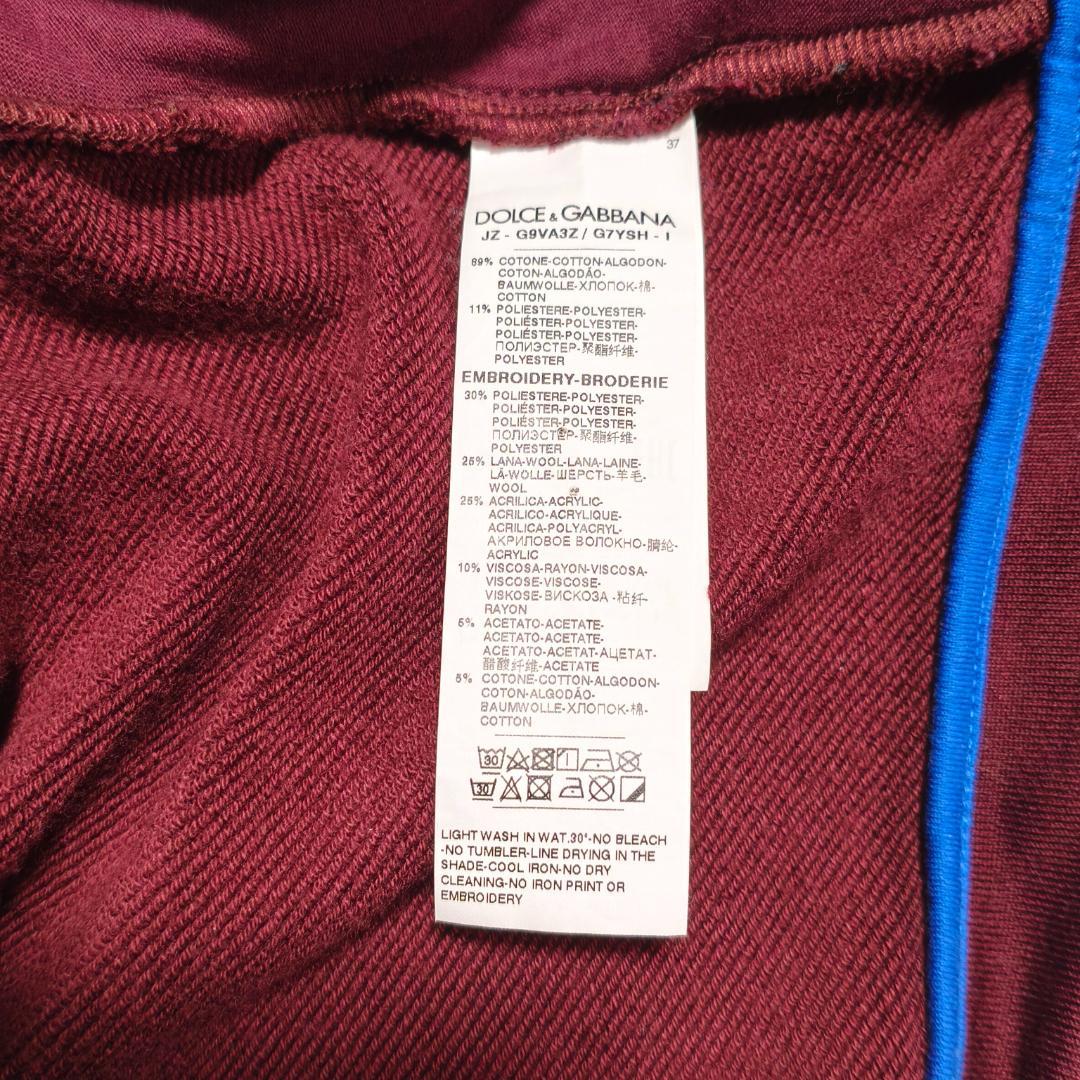 37
DOLCE & GABBANA
JZ - G9VA3Z / G7YSH - I
89% COTONE-COTTON-ALGODON-
COTON-ALGODÃO-
BAUMWOLLE-ХЛОПОК-棉-
COTTON
11% POLIESTERE-POLYESTER-
POLIÉSTER-POLYESTER-
POLIÉSTER-POLYESTER-
ПОЛИЭСТЕР-聚酯纤维-
POLYESTER
EMBROIDERY-BRODERIE
30% POLIESTERE-POLYESTER-
POLIÉSTER-POLYESTER-
POLIÉSTER-POLYESTER-
ПОЛИЭСТЕР-聚酯纤维-
POLYESTER
25% LANA-WOOL-LANA-LAINE-
LÃ-WOLLE-ШЕРСТЬ-羊毛-
WOOL
25% ACRILICA-ACRYLIC-
ACRILICO-ACRYLIQUE-
ACRILICA-POLYACRYL-
АКРИЛОВОЕ ВОЛОКНО-腈纶-
ACRYLIC
10% VISCOSA-RAYON-VISCOSA-
VISCOSE-VISCOSE-
VISKOSE-ВИСКОЗА -粘纤-
RAYON
5% ACETATO-ACETATE-
ACETATO-ACETATE-
ACETATO-ACETAT-АЦЕТАТ-
醋酸纤维-ACETATE
5% COTONE-COTTON-ALGODON-
COTON-ALGODÃO-
BAUMWOLLE-ХЛОПОК-棉-
COTTON
30
30
LIGHT WASH IN WAT.30°-NO BLEACH
-NO TUMBLER-LINE DRYING IN THE
SHADE-COOL IRON-NO DRY
CLEANING-NO IRON PRINT OR
EMBROIDERY